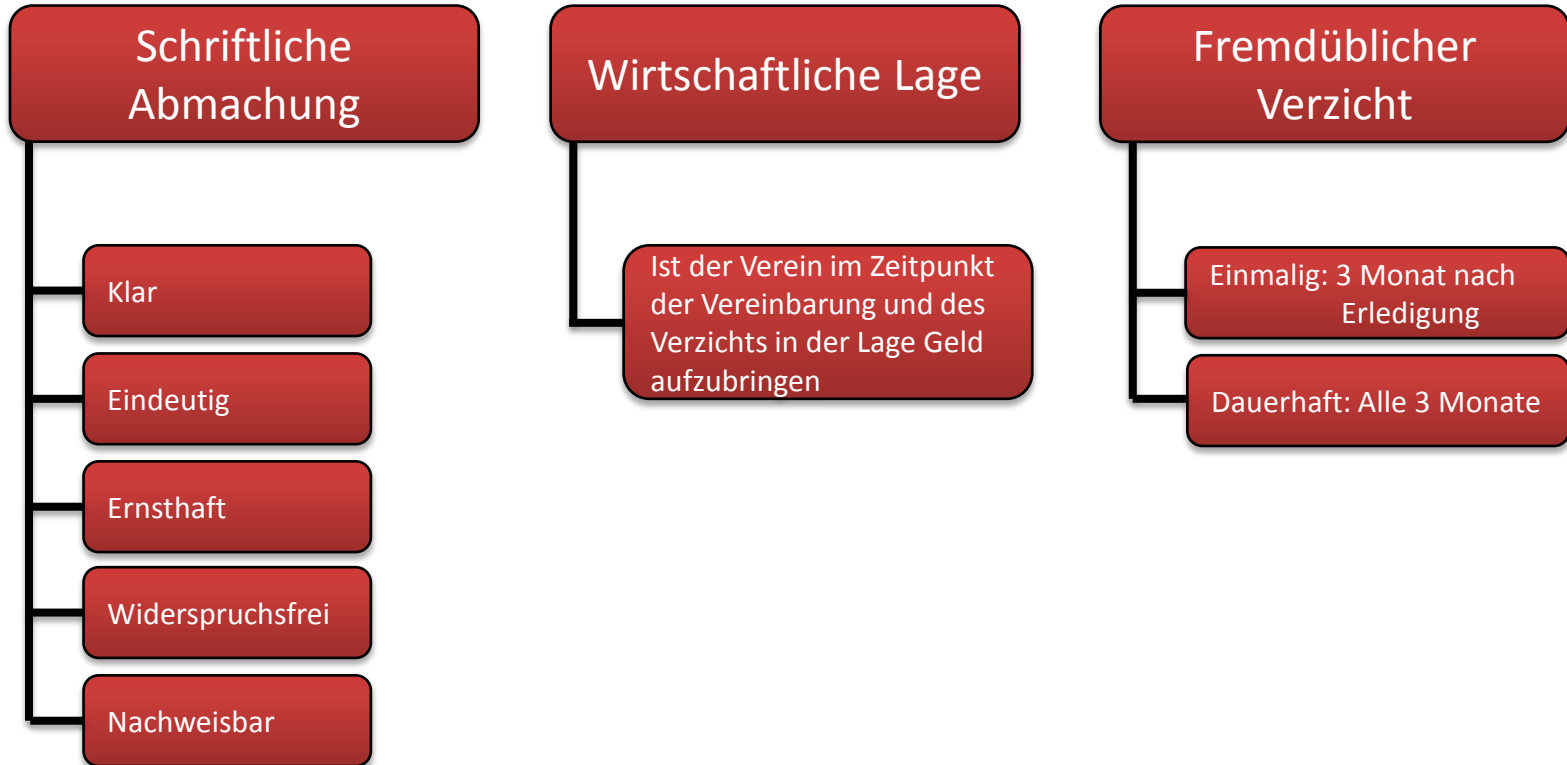 Schriftliche
Abmachung
Klar
Eindeutig
Ernsthaft
Widerspruchsfrei
Nachweisbar
Wirtschaftliche Lage
Ist der Verein im Zeitpunkt
der Vereinbarung und des
Verzichts in der Lage Geld
aufzubringen
Fremdüblicher
Verzicht
Einmalig: 3 Monat nach
Erledigung
Dauerhaft: Alle 3 Monate